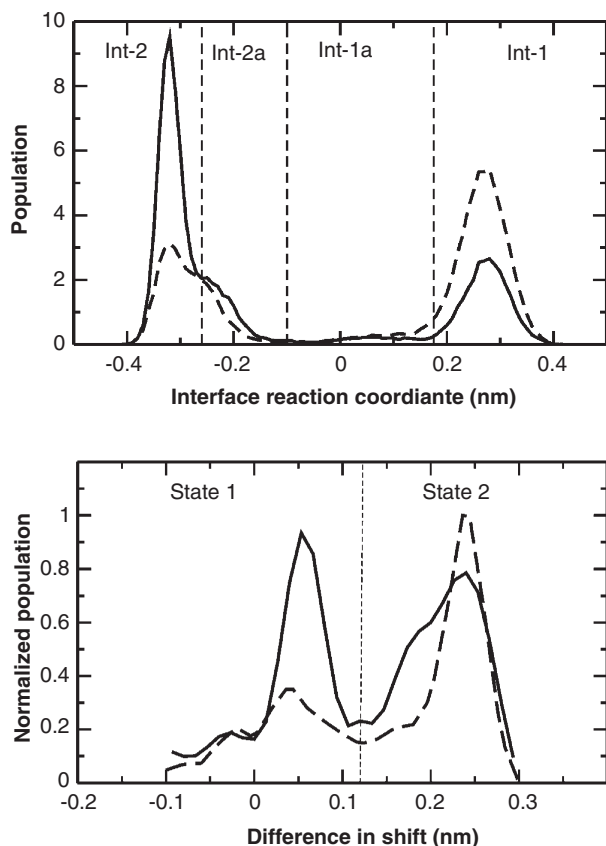 10
Int-2
Int-2a
Int-1a
Int-1
8
6
4
2
0
Population
-0.4
-0.2
0
0.2
0.4
Interface reaction coordiante (nm)
State 1
State 2
1
0.8
0.6
0.4
0.2
0
Normalized population
-0.2
-0.1
0
0.1
0.2
0.3
Difference in shift (nm)